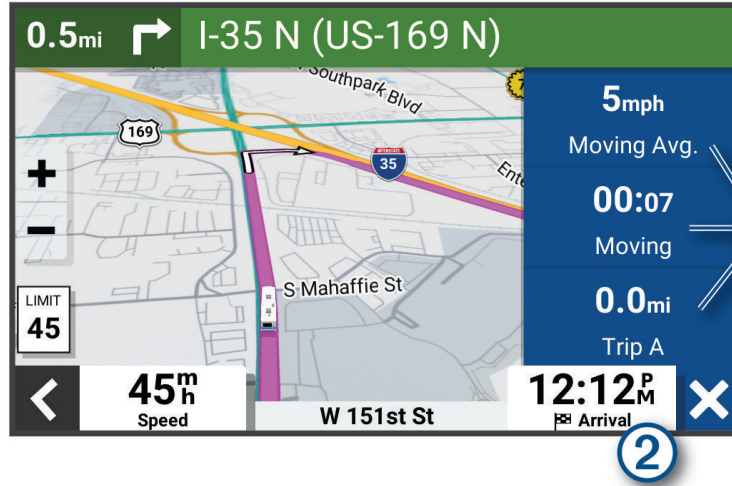 0.5mi
I-35 N (US-169 N)
Southpark Blvd
169
INTERSTATE
35
+
−
LIMIT
45
S Mahaffie St
5mph
Moving Avg.
00:07
Moving
0.0mi
Trip A
45mh
Speed
W 151st St
12:12PM
Arrival
2